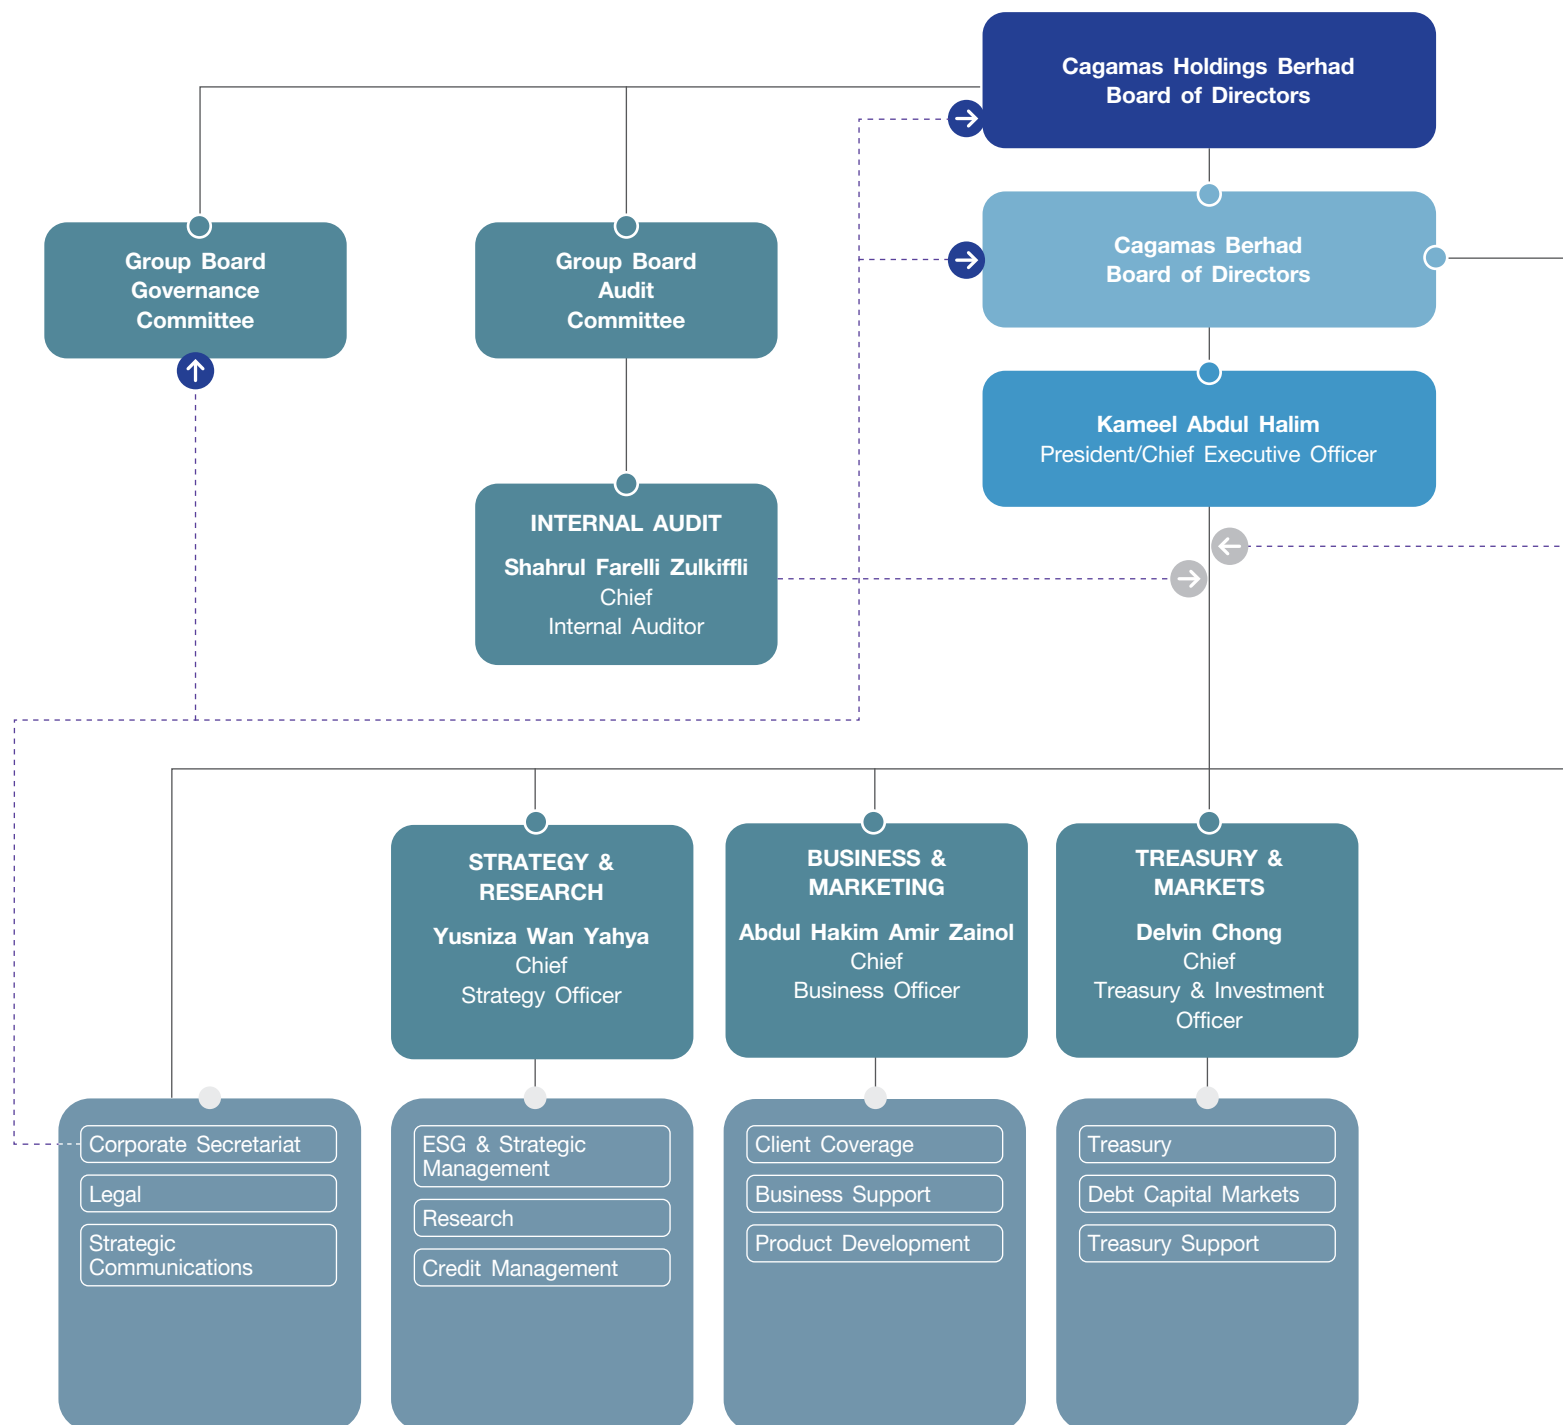 Cagamas Holdings Berhad
Board of Directors
Group Board
Governance
Committee
Group Board
Audit
Committee
Cagamas Berhad
Board of Directors
Kameel Abdul Halim
President/Chief Executive Officer
INTERNAL AUDIT
Shahrul Farelli Zulkiffli
Chief
Internal Auditor
STRATEGY &
RESEARCH
Yusniza Wan Yahya
Chief
Strategy Officer
BUSINESS &
MARKETING
Abdul Hakim Amir Zainol
Chief
Business Officer
TREASURY &
MARKETS
Delvin Chong
Chief
Treasury & Investment
Officer
Corporate Secretariat
Legal
Strategic
Communications
ESG & Strategic
Management
Research
Credit Management
Client Coverage
Business Support
Product Development
Treasury
Debt Capital Markets
Treasury Support